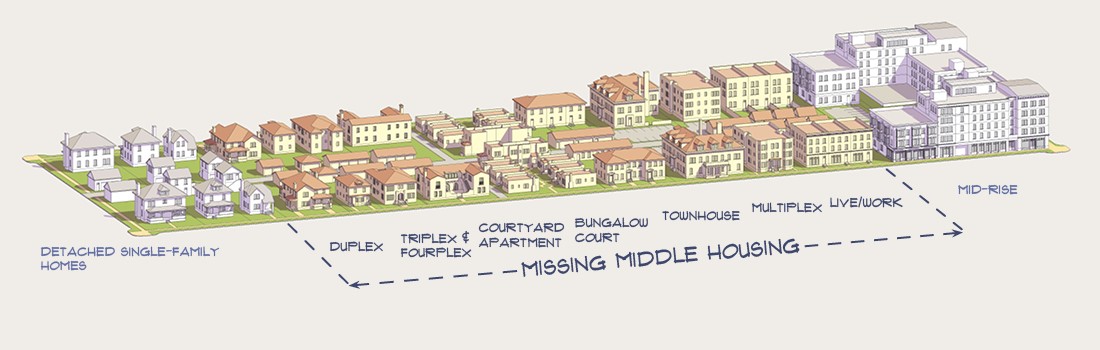 DETACHED SINGLE-FAMILY
HOMES
DUPLEX
TRIPLEX &
FOURPLEX
COURTYARD
APARTMENT
BUNGALOW
COURT
TOWNHOUSE
MULTIPLEX
LIVE/WORK
MID-RISE
MISSING MIDDLE HOUSING